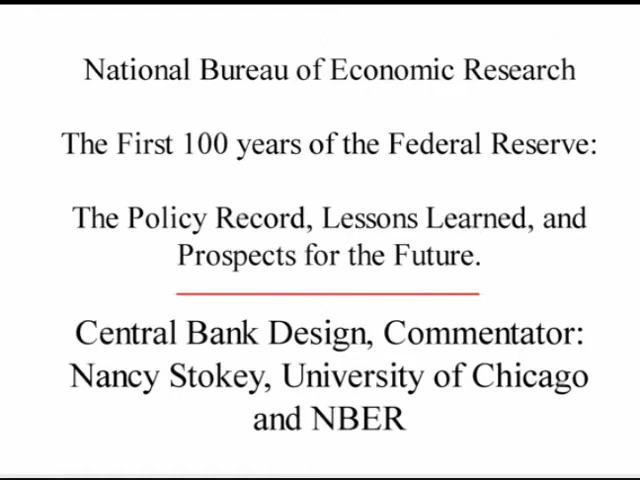 National Bureau of Economic Research
The First 100 years of the Federal Reserve:
The Policy Record, Lessons Learned, and
Prospects for the Future.
Central Bank Design, Commentator:
Nancy Stokey, University of Chicago
and NBER